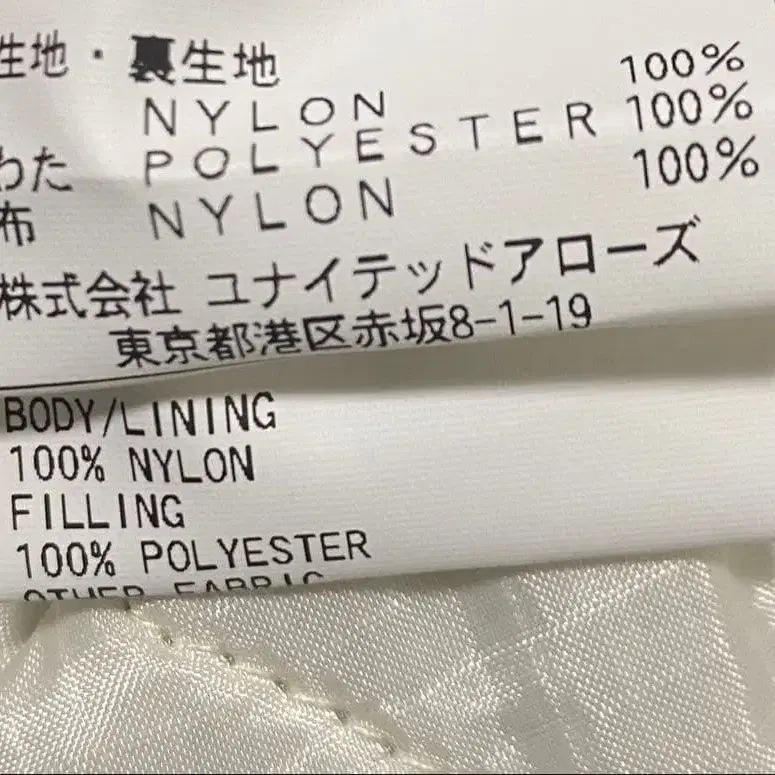 生地・裏生地
NYLON 100%
わた POLYESTER 100%
布 NYLON 100%
株式会社 ユナイテッドアローズ
東京都港区赤坂8-1-19
BODY/LINING
100% NYLON
FILLING
100% POLYESTER
OTHER FABRIC